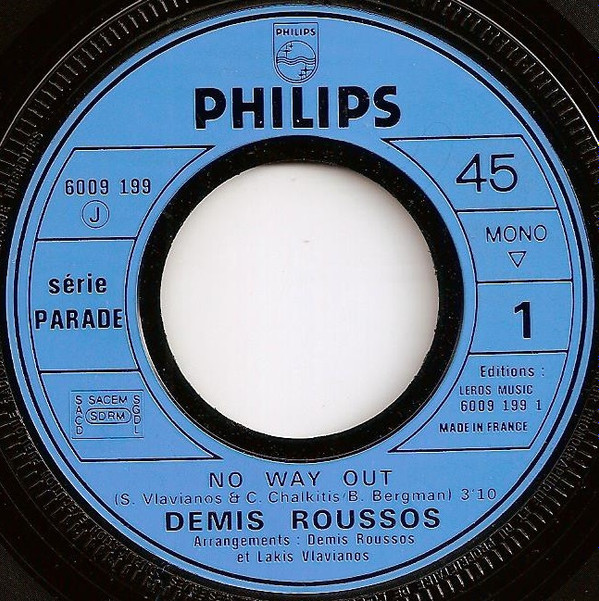 PHILIPS
PHILIPS
6009 199
J
série
PARADE
SACD SACEM SGDL
SDRM
45
MONO
1
Editions :
LEROS MUSIC
6009 199 1
MADE IN FRANCE
NO WAY OUT
(S. Vlavianos & C. Chalkitis/B. Bergman) 3'10
DEMIS ROUSSOS
Arrangements : Demis Roussos
et Lakis Vlavianos